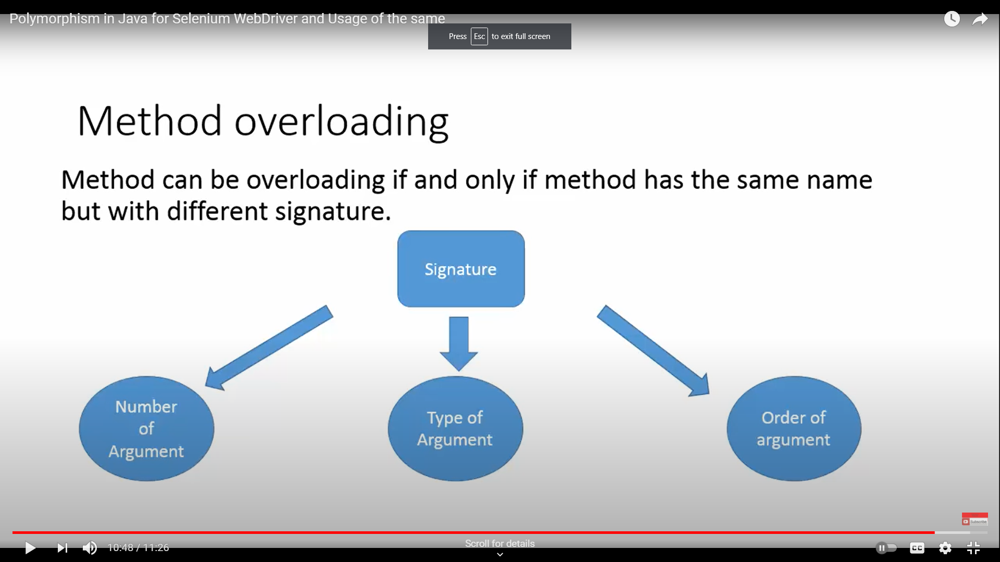 Polymorphism in Java for Selenium WebDriver and Usage of the same
Press Esc to exit full screen
Method overloading
Method can be overloading if and only if method has the same name
but with different signature.
Signature
Number
of
Argument
Type of
Argument
Order of
argument
Subscribe
10:48 / 11:26
Scroll for details
CC